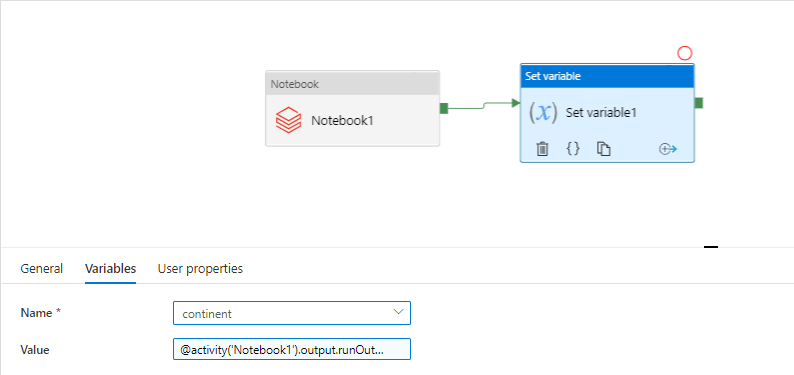 Notebook
Notebook1
Set variable
(x) Set variable1
{}
General Variables User properties
Name *
continent
Value
@activity('Notebook1').output.runOut...